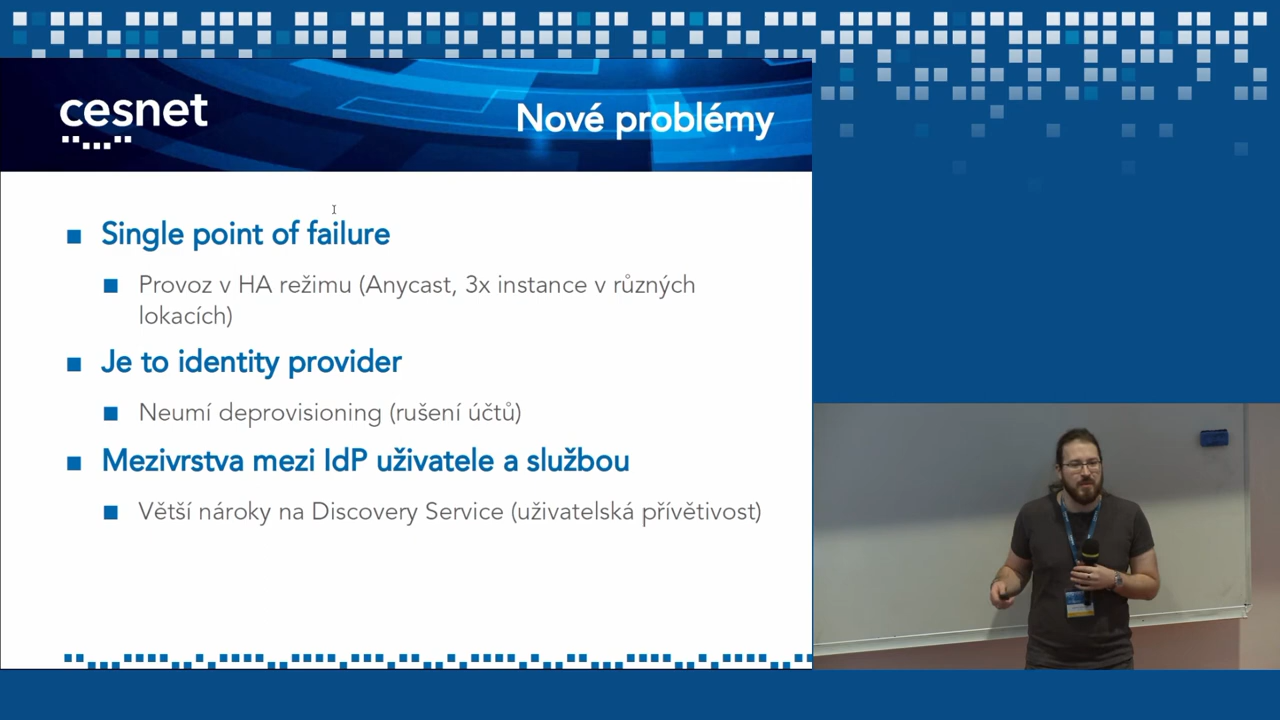 cesnet
Nové problémy
Single point of failure
Provoz v HA režimu (Anycast, 3x instance v různých
lokacích)
Je to identity provider
Neumí deprovisioning (rušení účtů)
Mezivrstva mezi IdP uživatele a službou
Větší nároky na Discovery Service (uživatelská přívětivost)